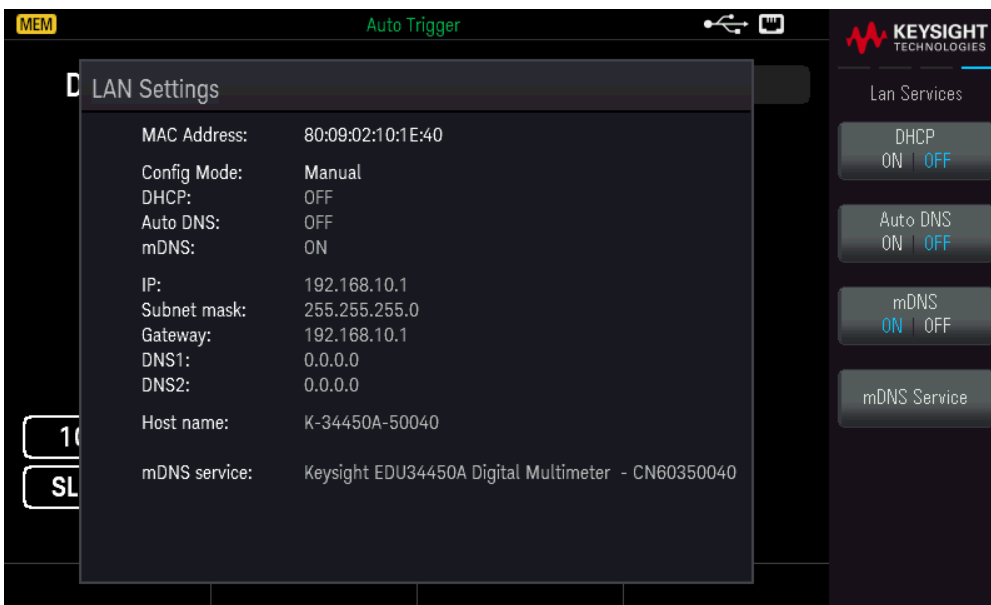 MEM Auto Trigger
KEYSIGHT
TECHNOLOGIES
D
LAN Settings
Lan Services
MAC Address: 80:09:02:10:1E:40
DHCP
ON | OFF
Config Mode: Manual
DHCP: OFF
Auto DNS: OFF
mDNS: ON
Auto DNS
ON | OFF
IP: 192.168.10.1
Subnet mask: 255.255.255.0
Gateway: 192.168.10.1
DNS1: 0.0.0.0
DNS2: 0.0.0.0
mDNS
ON | OFF
mDNS Service
Host name: K-34450A-50040
mDNS service: Keysight EDU34450A Digital Multimeter - CN60350040
SL